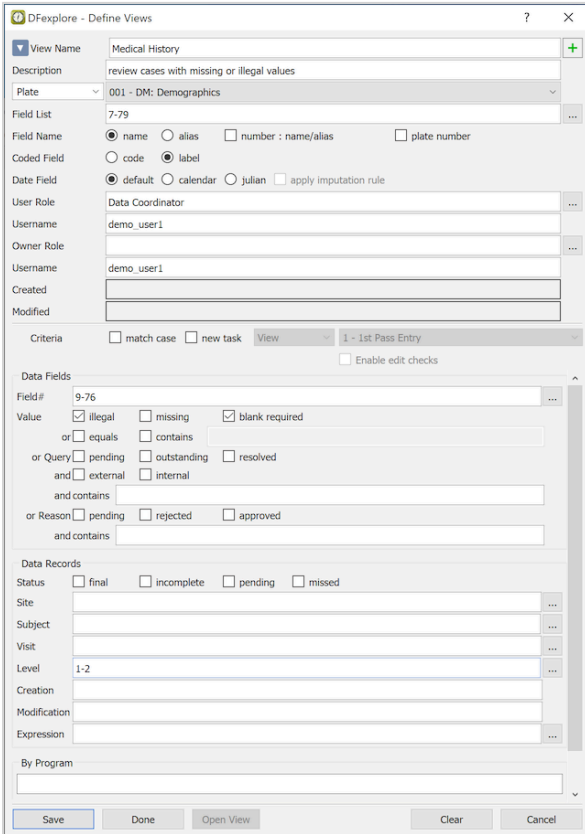 DFexplore - Define Views ? ×
View Name Medical History +
Description review cases with missing or illegal values
Plate 001 - DM: Demographics
Field List 7-79 ...
Field Name name alias number : name/alias plate number
Coded Field code label
Date Field default calendar julian apply imputation rule
User Role Data Coordinator ...
Username demo_user1
Owner Role ...
Username demo_user1
Created
Modified
Criteria match case new task View 1 - 1st Pass Entry
Enable edit checks
Data Fields
Field# 9-76 ...
Value illegal missing blank required
or equals contains
or Query pending outstanding resolved
and external internal
and contains
or Reason pending rejected approved
and contains
Data Records
Status final incomplete pending missed
Site ...
Subject ...
Visit ...
Level 1-2 ...
Creation
Modification
Expression ...
By Program
Save Done Open View Clear Cancel